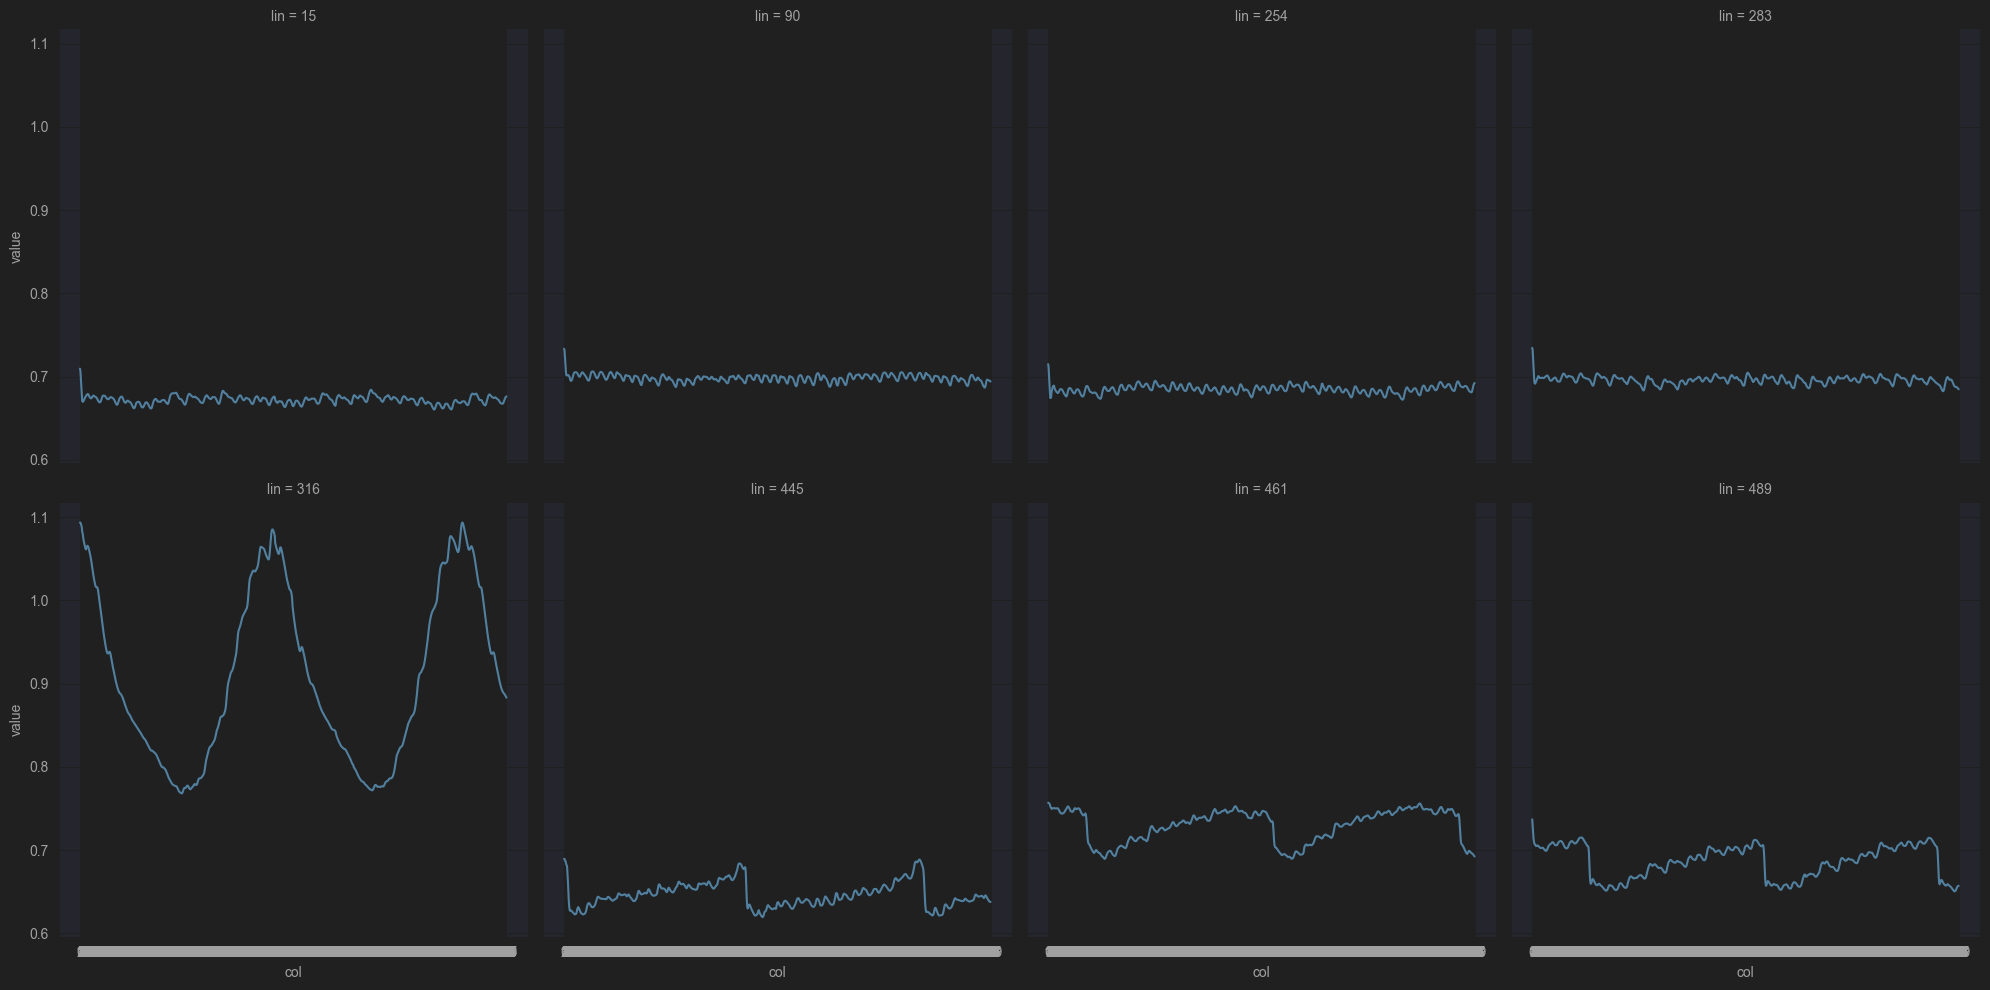 lin = 15
lin = 90
lin = 254
lin = 283
1.1
1.0
0.9
0.8
0.7
0.6
value
lin = 316
lin = 445
lin = 461
lin = 489
1.1
1.0
0.9
0.8
0.7
0.6
value
col
col
col
col